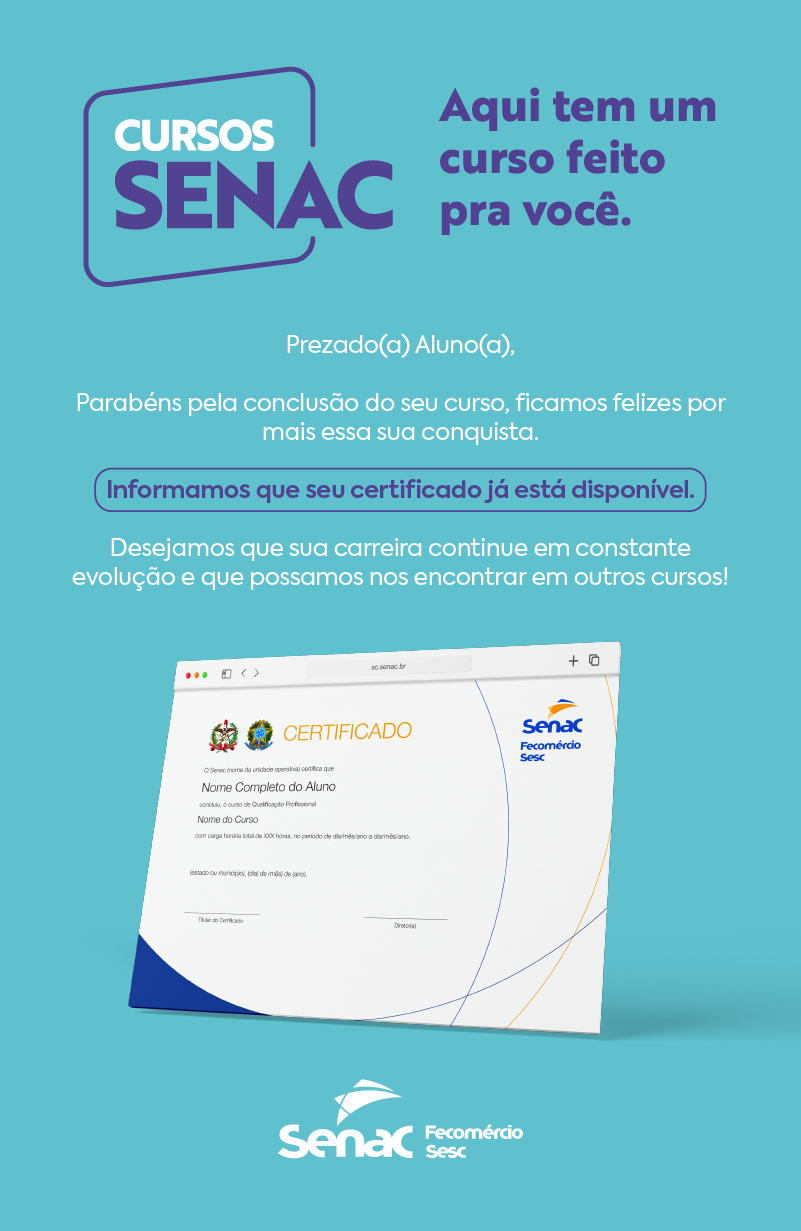 CURSOS
SENAC
Aqui tem um
curso feito
pra você.
Prezado(a) Aluno(a),
Parabéns pela conclusão do seu curso, ficamos felizes por
mais essa sua conquista.
Informamos que seu certificado já está disponível.
Desejamos que sua carreira continue em constante
evolução e que possamos nos encontrar em outros cursos!
sc.senac.br
CERTIFICADO
senac
Fecomércio
Sesc
O Senac (nome da unidade operativa) certifica que
Nome Completo do Aluno
concluiu, o curso de Qualificação Profissional
Nome do Curso
com carga horária total de XXX horas, no período de dia/mês/ano a dia/mês/ano.
(estado ou município), (dia) de (mês) de (ano).
Titular do Certificado
Diretor(a)
Senac
Fecomércio
Sesc